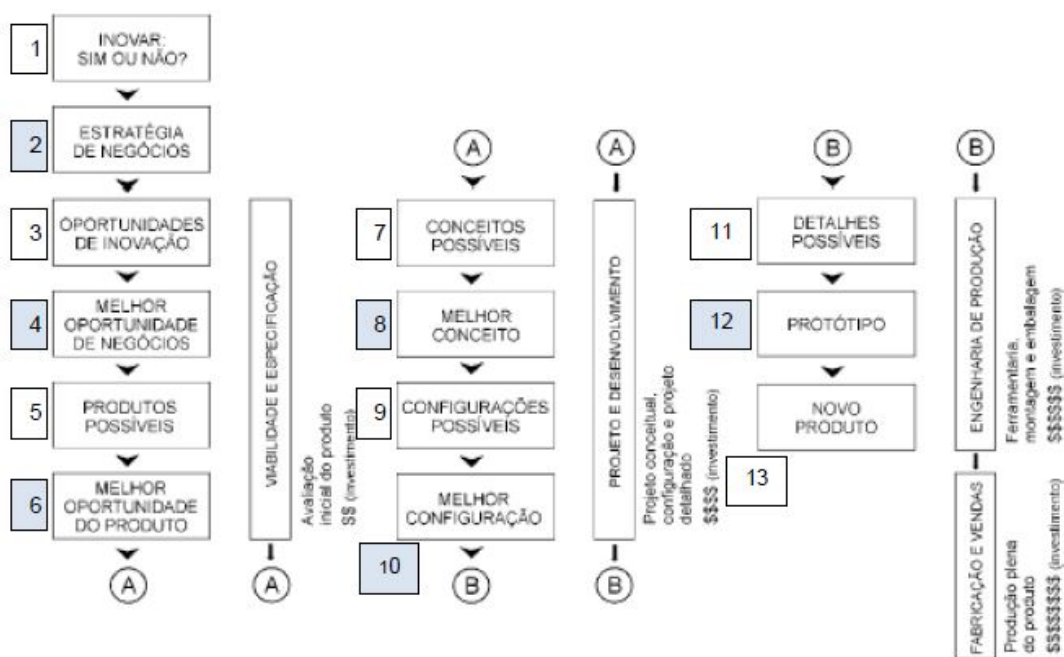 1
INOVAR:
SIM OU NÃO?
2
ESTRATÉGIA
DE NEGÓCIOS
3
OPORTUNIDADES
DE INOVAÇÃO
4
MELHOR
OPORTUNIDADE
DE NEGÓCIOS
5
PRODUTOS
POSSÍVEIS
6
MELHOR
OPORTUNIDADE
DO PRODUTO
A
VIABILIDADE E ESPECIFICAÇÃO
Avaliação
inicial do produto
$$ (investimento)
A
A
7
CONCEITOS
POSSÍVEIS
8
MELHOR
CONCEITO
9
CONFIGURAÇÕES
POSSÍVEIS
MELHOR
CONFIGURAÇÃO
10
B
A
PROJETO E DESENVOLVIMENTO
Projeto conceitual,
configuração e projeto
detalhado
$$$$ (investimento)
B
B
11
DETALHES
POSSÍVEIS
12
PROTÓTIPO
NOVO
PRODUTO
13
B
ENGENHARIA DE PRODUÇÃO
Ferramentaria,
montagem e embalagem
$$$$$$ (investimento)
FABRICAÇÃO E VENDAS
Produção plena
do produto
$$$$$$$$ (investimento)